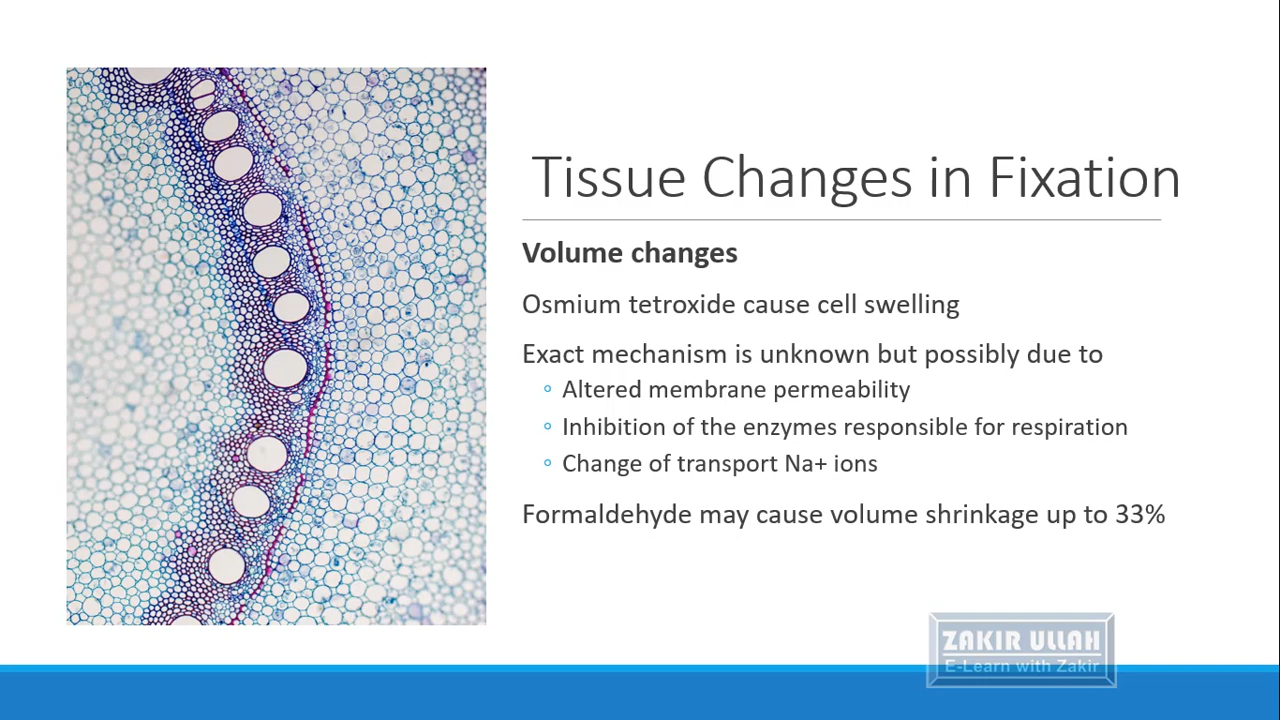 Tissue Changes in Fixation
Volume changes
Osmium tetroxide cause cell swelling
Exact mechanism is unknown but possibly due to
◦ Altered membrane permeability
◦ Inhibition of the enzymes responsible for respiration
◦ Change of transport Na+ ions
Formaldehyde may cause volume shrinkage up to 33%
ZAKIR ULLAH
E-Learn with Zakir